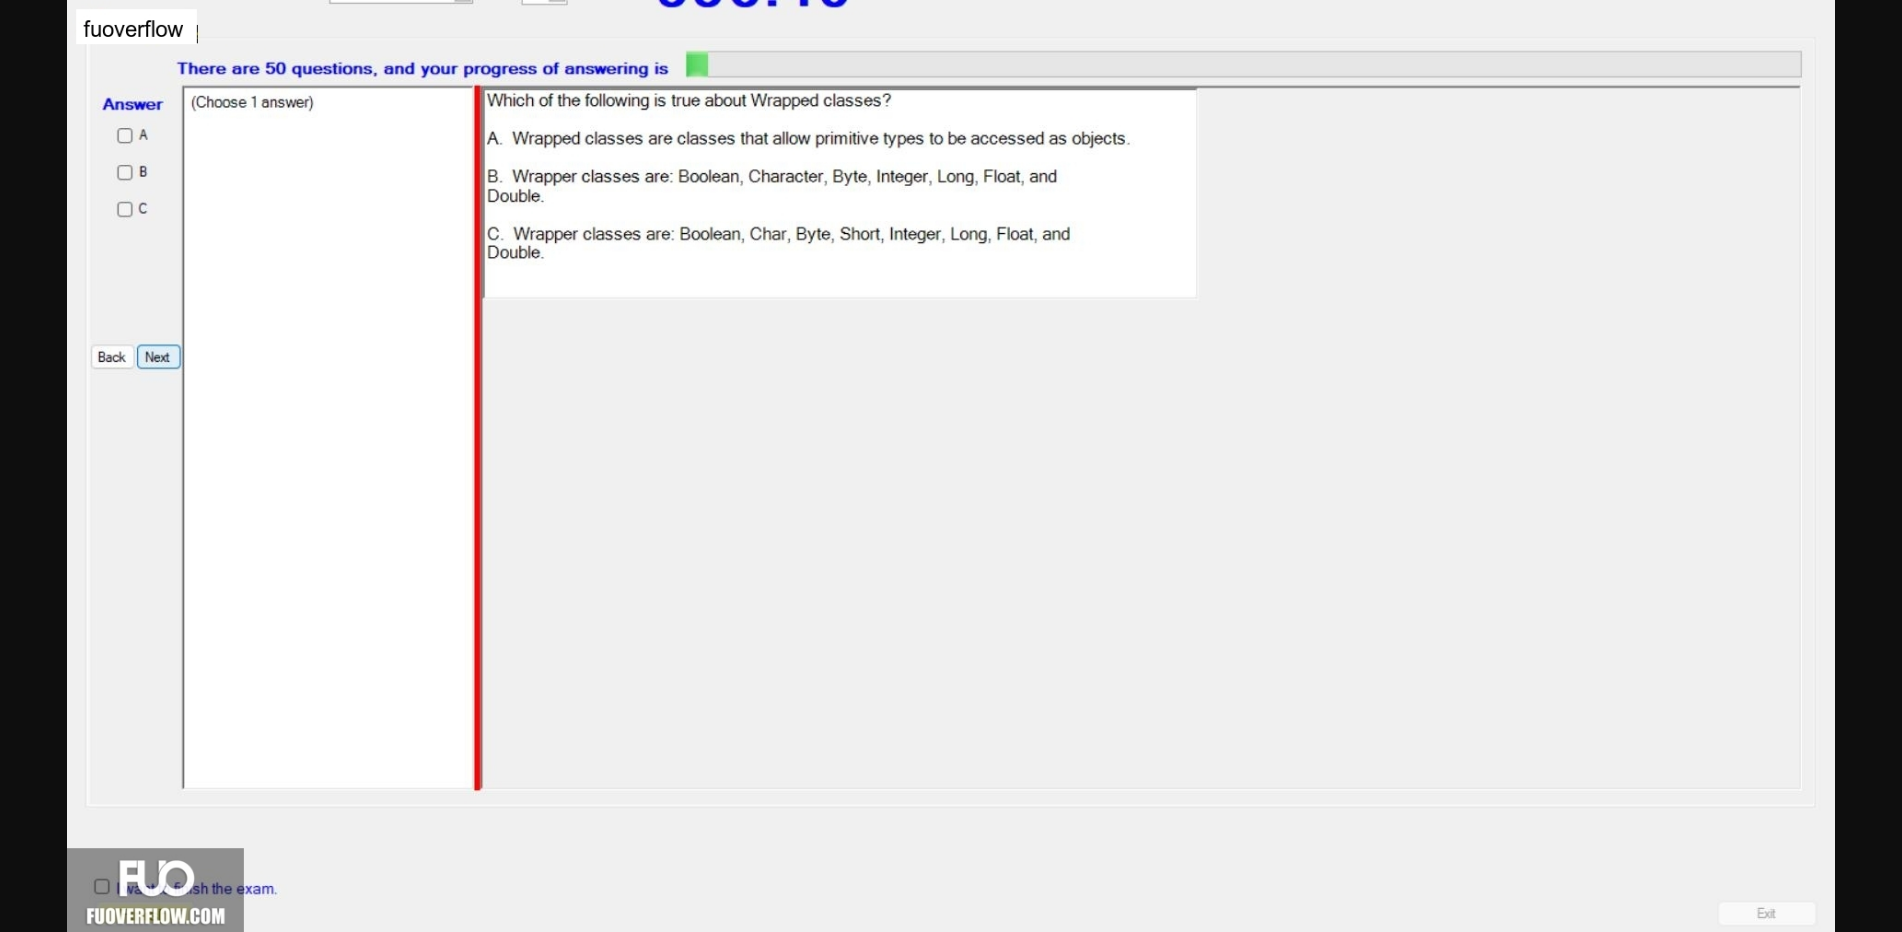 fuoverflow
There are 50 questions, and your progress of answering is
Answer
(Choose 1 answer)
A
B
C
Which of the following is true about Wrapped classes?
A. Wrapped classes are classes that allow primitive types to be accessed as objects.
B. Wrapper classes are: Boolean, Character, Byte, Integer, Long, Float, and
Double.
C. Wrapper classes are: Boolean, Char, Byte, Short, Integer, Long, Float, and
Double.
Back
Next
FUO
the exam.
FUOVERFLOW.COM
Exit